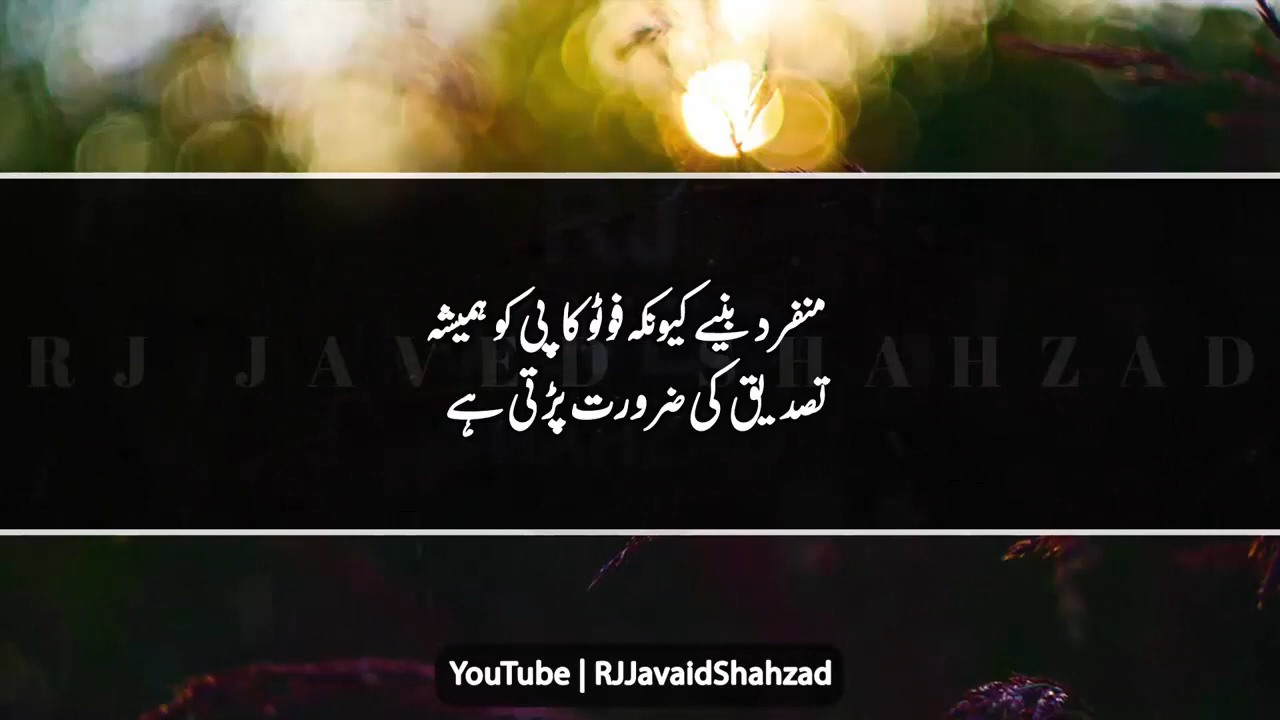 منفرد بنیے کیونکہ فوٹو کاپی کو ہمیشہ
RJ JAVED SHAHZAD
تصدیق کی ضرورت پڑتی ہے
YouTube | RJJavaidShahzad